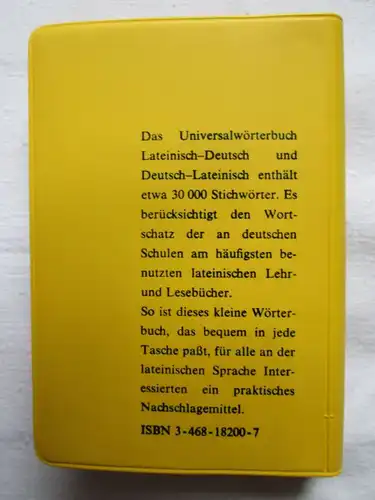 Das Universalwörterbuch
Lateinisch–Deutsch und
Deutsch–Lateinisch enthält
etwa 30 000 Stichwörter. Es
berücksichtigt den Wort-
schatz der an deutschen
Schulen am häufigsten be-
nutzten lateinischen Lehr-
und Lesebücher.
So ist dieses kleine Wörter-
buch, das bequem in jede
Tasche paßt, für alle an der
lateinischen Sprache Inter-
essierten ein praktisches
Nachschlagemittel.
ISBN 3-468-18200-7